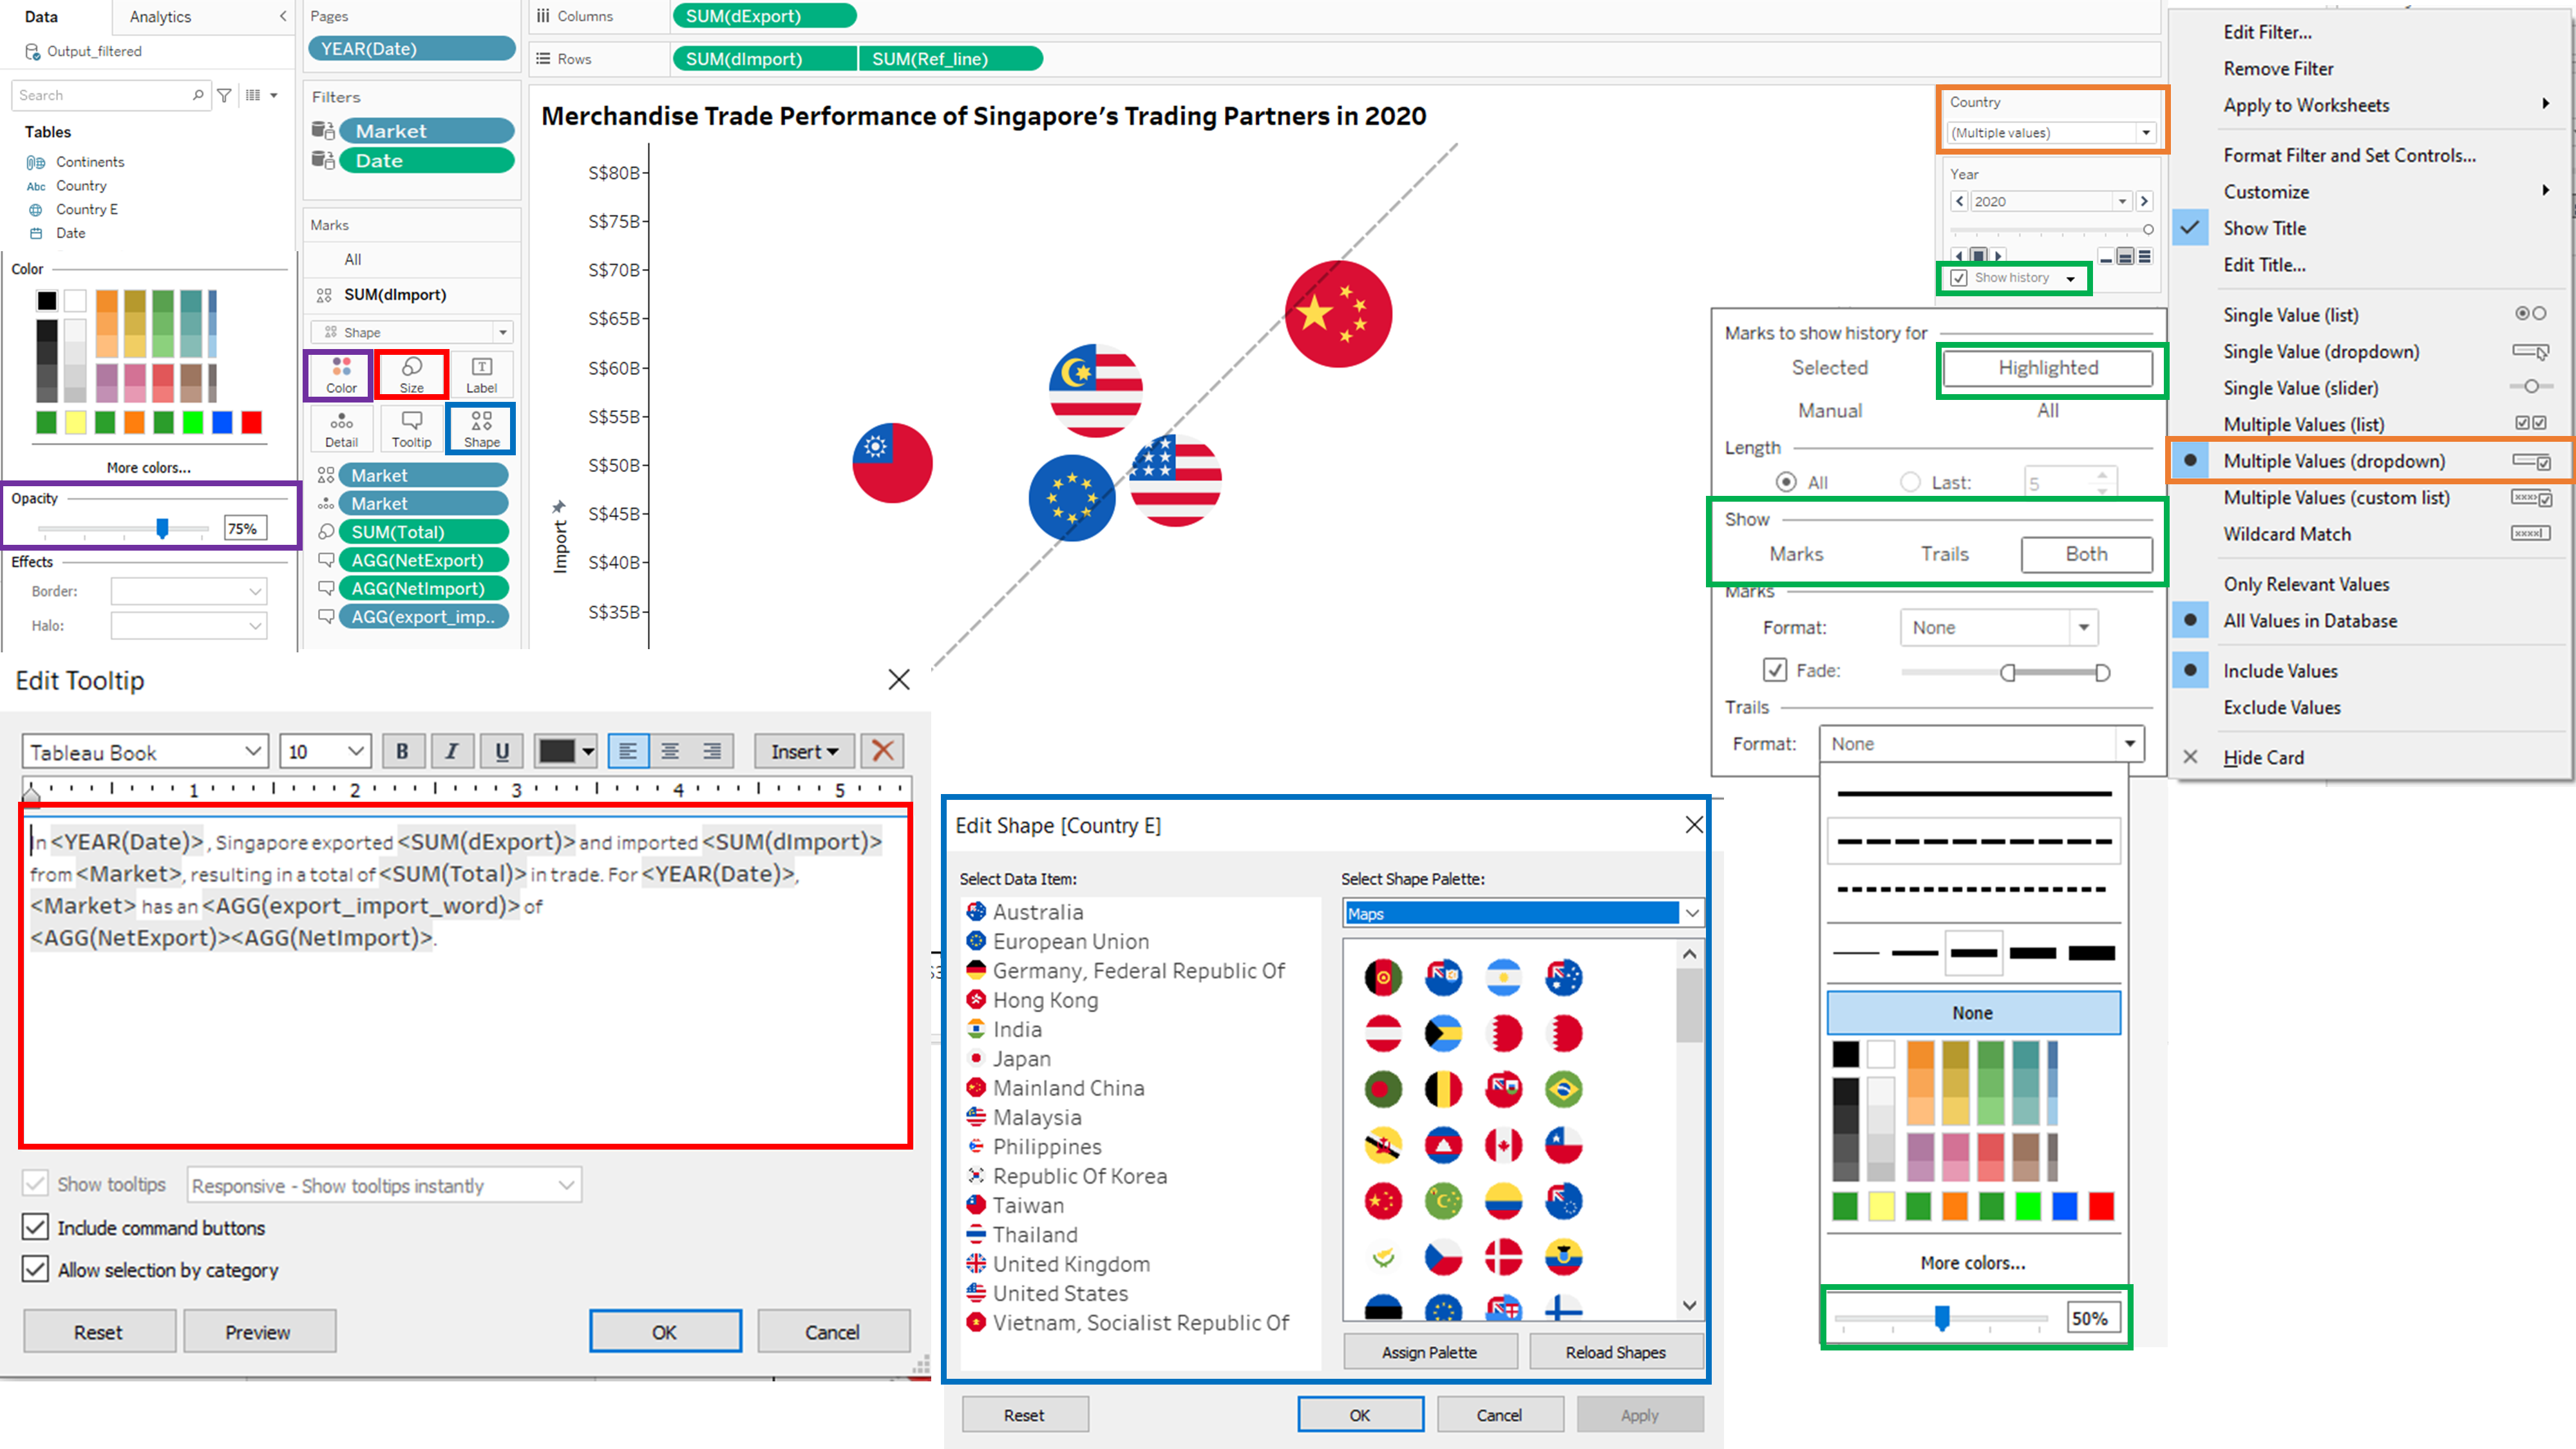 Data
Analytics
Output_filtered
Search
Tables
Continents
Abc Country
Country E
Date
Color
More colors...
Opacity
75%
Effects
Border:
Halo:
Pages
YEAR(Date)
Filters
Market
Date
Marks
All
SUM(dImport)
Shape
Color
Size
Label
Detail
Tooltip
Shape
Market
Market
SUM(Total)
AGG(NetExport)
AGG(NetImport)
AGG(export_imp..
Columns
SUM(dExport)
Rows
SUM(dImport)
SUM(Ref_line)
Merchandise Trade Performance of Singapore's Trading Partners in 2020
S$80B
S$75B
S$70B
S$65B
S$60B
S$55B
S$50B
S$45B
S$40B
S$35B
Import
Country
(Multiple values)
Year
2020
Show history
Marks to show history for
Selected
Highlighted
Manual
All
Length
All
Last:
5
Show
Marks
Trails
Both
Marks
Format:
None
Fade:
Trails
Format:
None
None
More colors...
50%
Edit Filter...
Remove Filter
Apply to Worksheets
Format Filter and Set Controls...
Customize
Show Title
Edit Title...
Single Value (list)
Single Value (dropdown)
Single Value (slider)
Multiple Values (list)
Multiple Values (dropdown)
Multiple Values (custom list)
Wildcard Match
Only Relevant Values
All Values in Database
Include Values
Exclude Values
Hide Card
Edit Tooltip
Tableau Book
10
B
I
U
Insert
1 2 3 4 5
In <YEAR(Date)>, Singapore exported <SUM(dExport)> and imported <SUM(dImport)>
from <Market>, resulting in a total of <SUM(Total)> in trade. For <YEAR(Date)>,
<Market> has an <AGG(export_import_word)> of
<AGG(NetExport)><AGG(NetImport)>.
Show tooltips
Responsive - Show tooltips instantly
Include command buttons
Allow selection by category
Reset
Preview
OK
Cancel
Edit Shape [Country E]
Select Data Item:
Australia
European Union
Germany, Federal Republic Of
Hong Kong
India
Japan
Mainland China
Malaysia
Philippines
Republic Of Korea
Taiwan
Thailand
United Kingdom
United States
Vietnam, Socialist Republic Of
Select Shape Palette:
Maps
Assign Palette
Reload Shapes
Reset
OK
Cancel
Apply